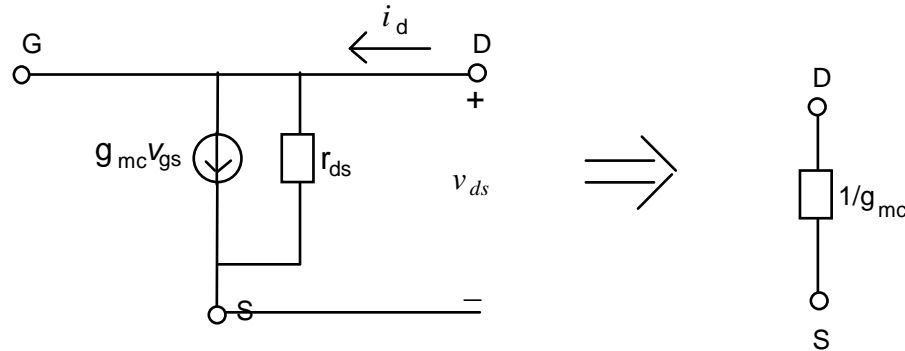 i_d
G
D
+
D
g_mc v_gs
r_ds
v_ds
1/g_mc
S
–
S